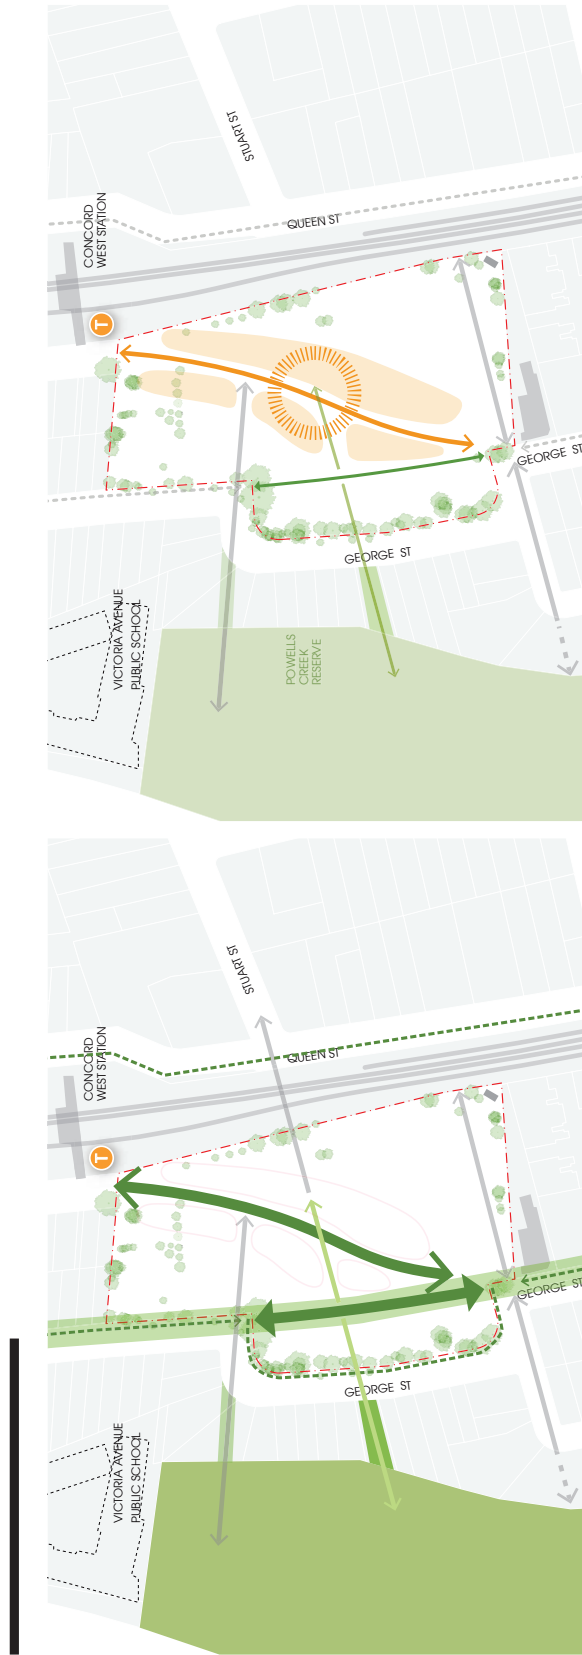 STUART ST
QUEEN ST
CONCORD
WEST STATION
T
GEORGE ST
GEORGE ST
VICTORIA AVENUE
PUBLIC SCHOOL
POWELLS
CREEK
RESERVE
STUART ST
QUEEN ST
CONCORD
WEST STATION
T
GEORGE ST
GEORGE ST
VICTORIA AVENUE
PUBLIC SCHOOL